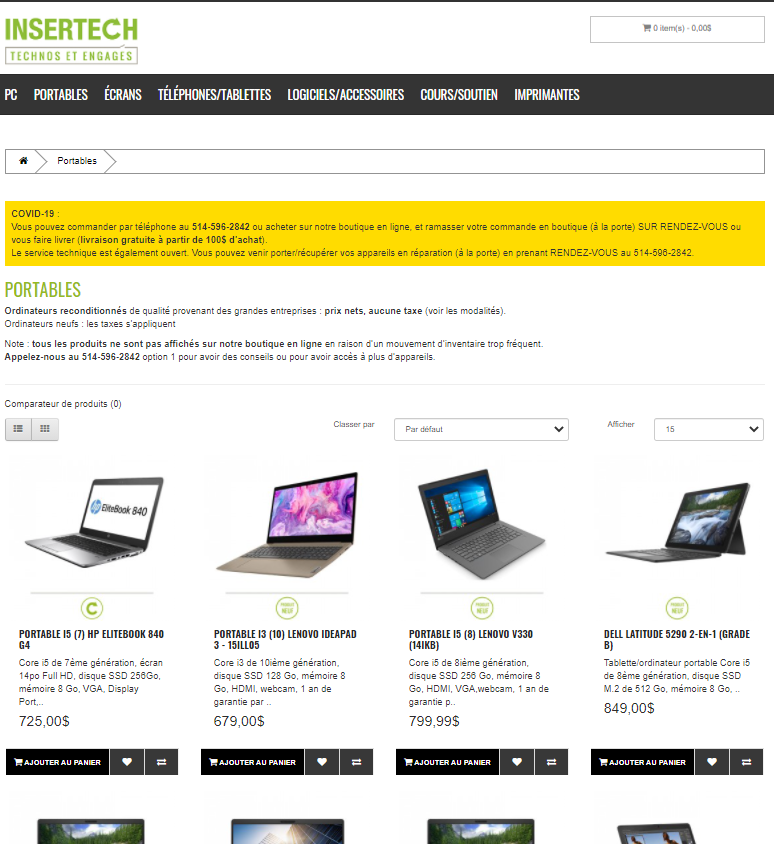 INSERTECH
TECHNOS ET ENGAGÉS
0 item(s) - 0,00$
PC PORTABLES ÉCRANS TÉLÉPHONES/TABLETTES LOGICIELS/ACCESSOIRES COURS/SOUTIEN IMPRIMANTES
Portables
COVID-19 :
Vous pouvez commander par téléphone au 514-596-2842 ou acheter sur notre boutique en ligne, et ramasser votre commande en boutique (à la porte) SUR RENDEZ-VOUS ou
vous faire livrer (livraison gratuite à partir de 100$ d'achat).
Le service technique est également ouvert. Vous pouvez venir porter/récupérer vos appareils en réparation (à la porte) en prenant RENDEZ-VOUS au 514-596-2842.
PORTABLES
Ordinateurs reconditionnés de qualité provenant des grandes entreprises : prix nets, aucune taxe (voir les modalités).
Ordinateurs neufs : les taxes s'appliquent
Note : tous les produits ne sont pas affichés sur notre boutique en ligne en raison d'un mouvement d'inventaire trop fréquent.
Appelez-nous au 514-596-2842 option 1 pour avoir des conseils ou pour avoir accès à plus d'appareils.
Comparateur de produits (0)
Classer par
Par défaut
Afficher
15
hp EliteBook 840
C
PRODUIT NEUF
PRODUIT NEUF
PRODUIT NEUF
PORTABLE I5 (7) HP ELITEBOOK 840
G4
Core i5 de 7ème génération, écran
14po Full HD, disque SSD 256Go,
mémoire 8 Go, VGA, Display
Port,..
725,00$
AJOUTER AU PANIER
PORTABLE I3 (10) LENOVO IDEAPAD
3 - 15ILL05
Core i3 de 10ième génération,
disque SSD 128 Go, mémoire 8
Go, HDMI, webcam, 1 an de
garantie par ..
679,00$
AJOUTER AU PANIER
PORTABLE I5 (8) LENOVO V330
(14IKB)
Core i5 de 8ième génération,
disque SSD 256 Go, mémoire 8
Go, HDMI, VGA,webcam, 1 an de
garantie p..
799,99$
AJOUTER AU PANIER
DELL LATITUDE 5290 2-EN-1 (GRADE
B)
Tablette/ordinateur portable Core i5
de 8ème génération, disque SSD
M.2 de 512 Go, mémoire 8 Go, ..
849,00$
AJOUTER AU PANIER